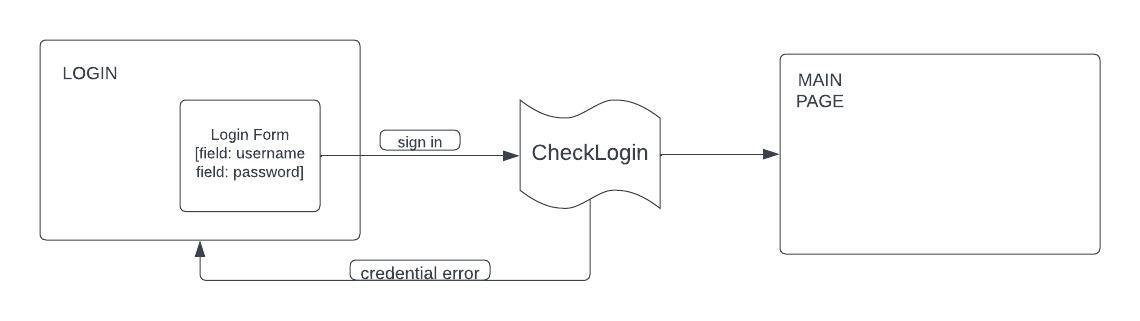 LOGIN
Login Form
[field: username
field: password]
sign in
CheckLogin
credential error
MAIN
PAGE